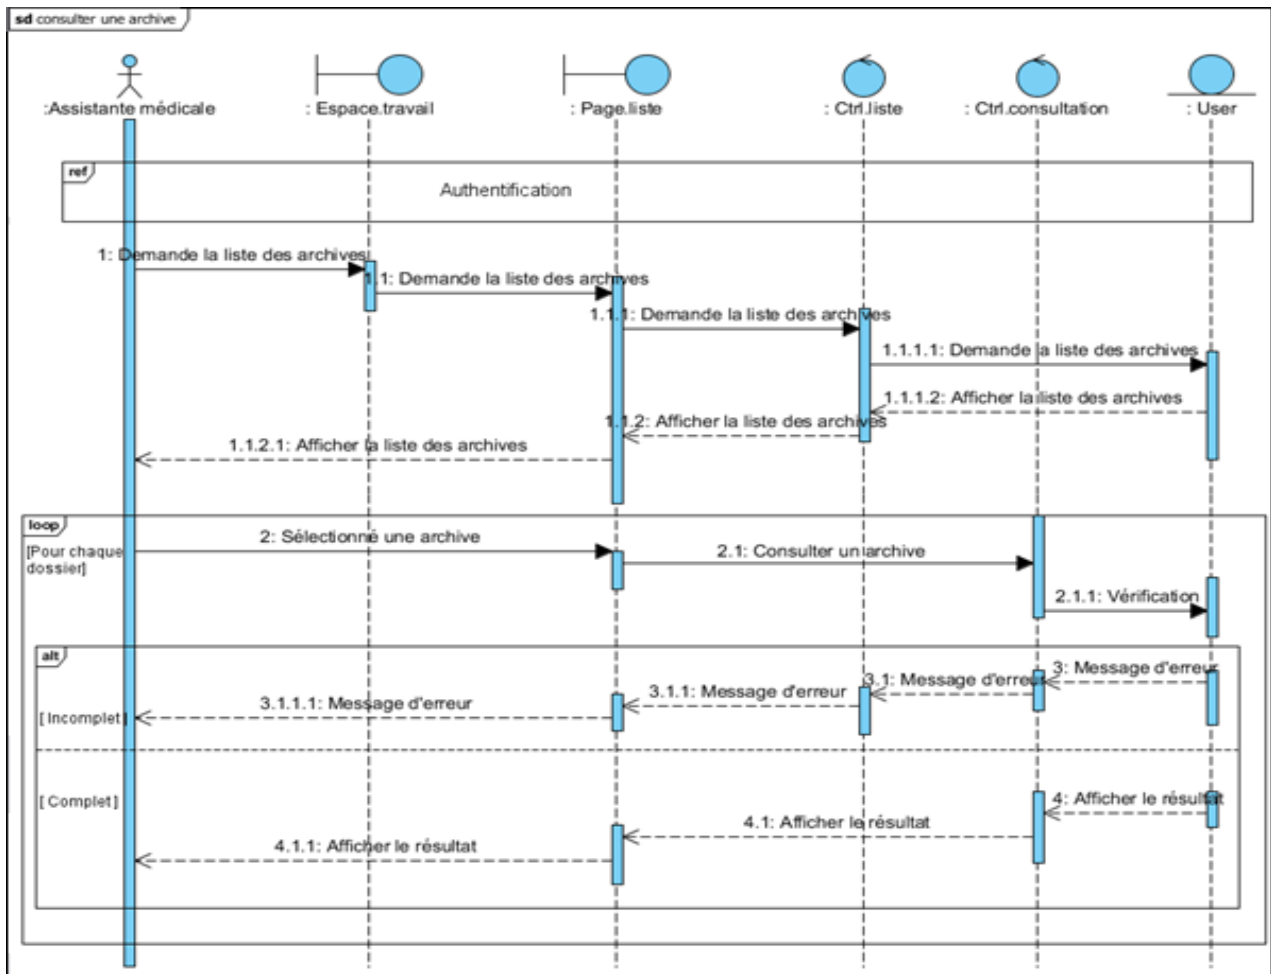 sd consulter une archive
:Assistante médicale
: Espace.travail
: Page.liste
: Ctrl.liste
: Ctrl.consultation
: User
ref
Authentification
1: Demande la liste des archives
1.1: Demande la liste des archives
1.1.1: Demande la liste des archives
1.1.1.1: Demande la liste des archives
1.1.1.2: Afficher la liste des archives
1.1.2: Afficher la liste des archives
1.1.2.1: Afficher la liste des archives
loop
[Pour chaque
dossier]
2: Sélectionné une archive
2.1: Consulter un archive
2.1.1: Vérification
alt
[ Incomplet ]
3: Message d'erreur
3.1: Message d'erreur
3.1.1: Message d'erreur
3.1.1.1: Message d'erreur
[ Complet ]
4: Afficher le résultat
4.1: Afficher le résultat
4.1.1: Afficher le résultat